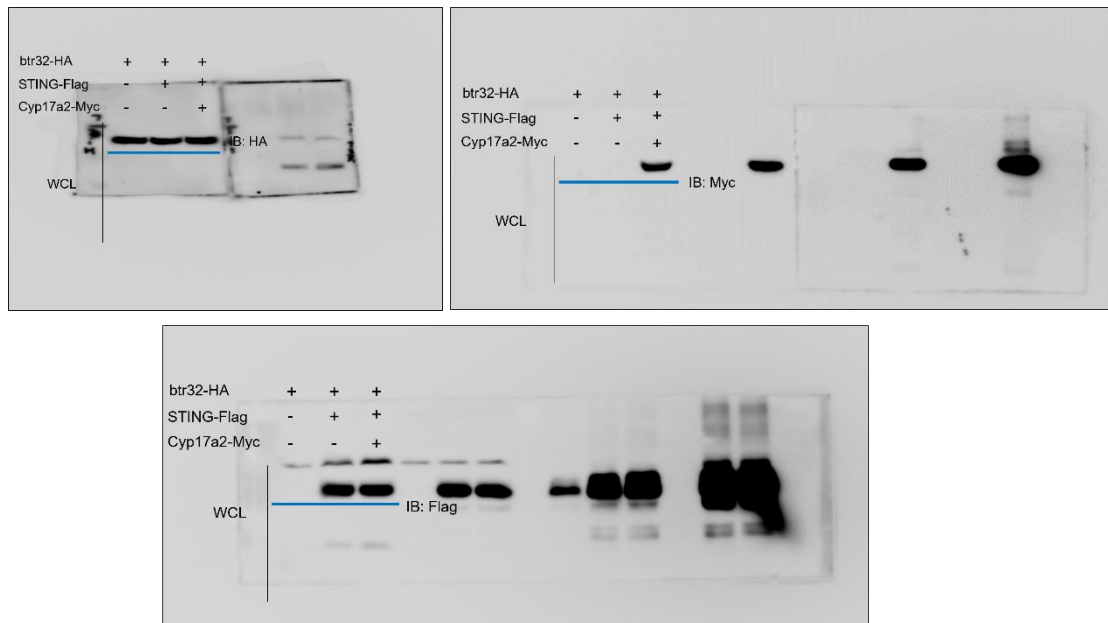 btr32-HA + + +
STING-Flag - + +
Cyp17a2-Myc - - +
IB: HA
WCL
btr32-HA + + +
STING-Flag - + +
Cyp17a2-Myc - - +
IB: Myc
WCL
btr32-HA + + +
STING-Flag - + +
Cyp17a2-Myc - - +
IB: Flag
WCL